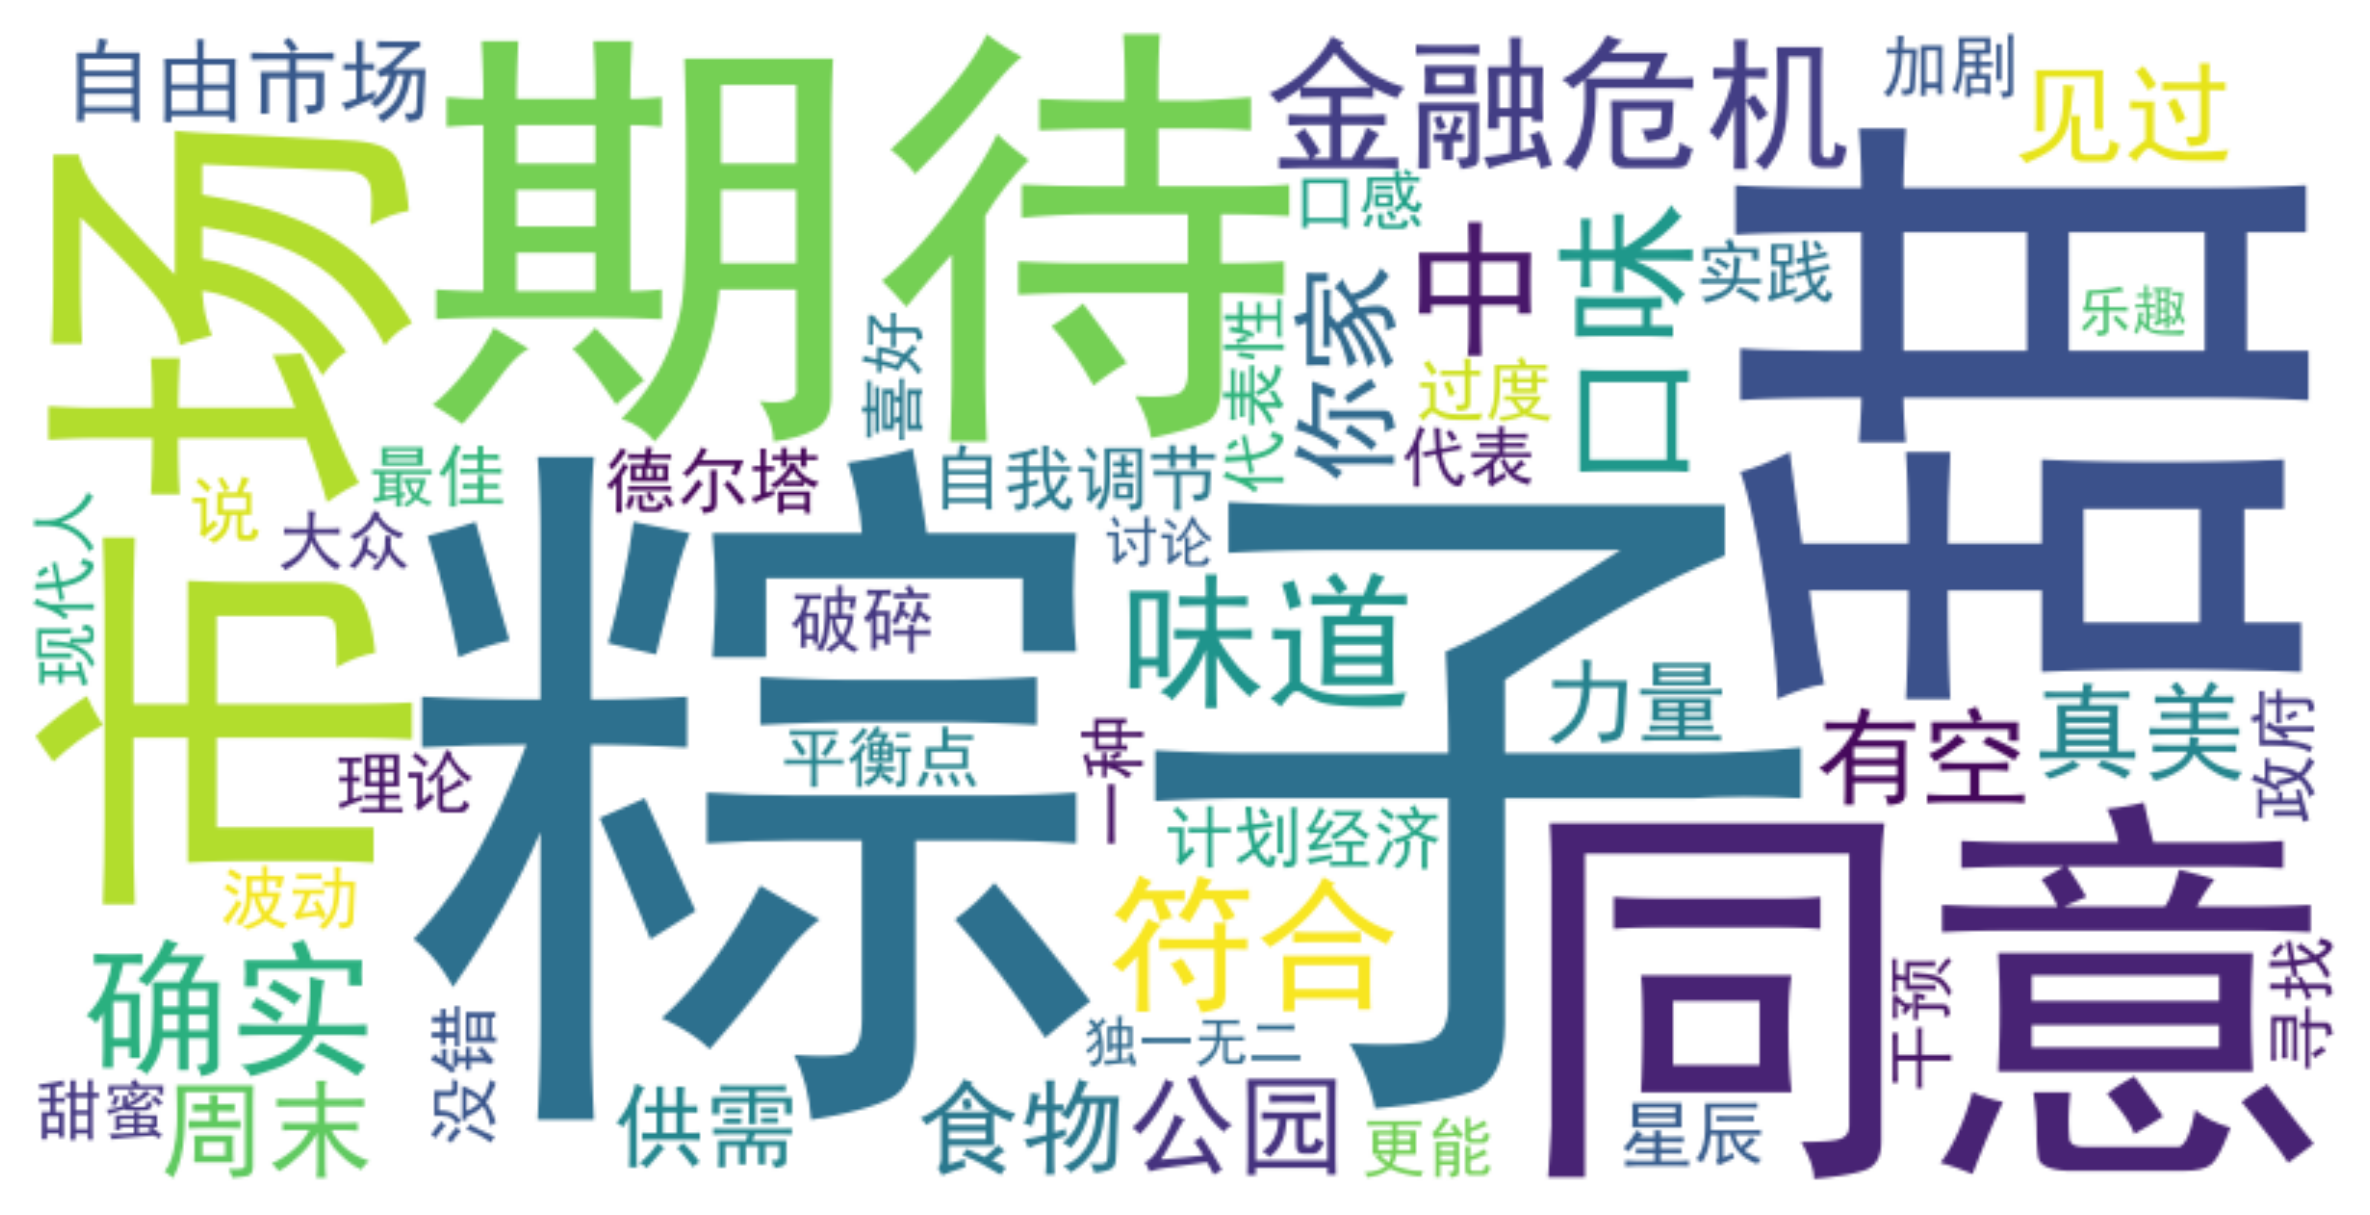 自由市场
期待
金融危机
加剧
见过
市场
口感
中
口味
甜
实践
乐趣
喜好
代表性
你家
过度
代表
最佳
德尔塔
自我调节
说
大众
现代人
粽子
讨论
破碎
味道
力量
平衡点
一种
理论
计划经济
有空
真美
政府
波动
符合
同意
确实
没错
独一无二
干预
寻找
甜蜜
周末
供需
食物
公园
更能
星辰